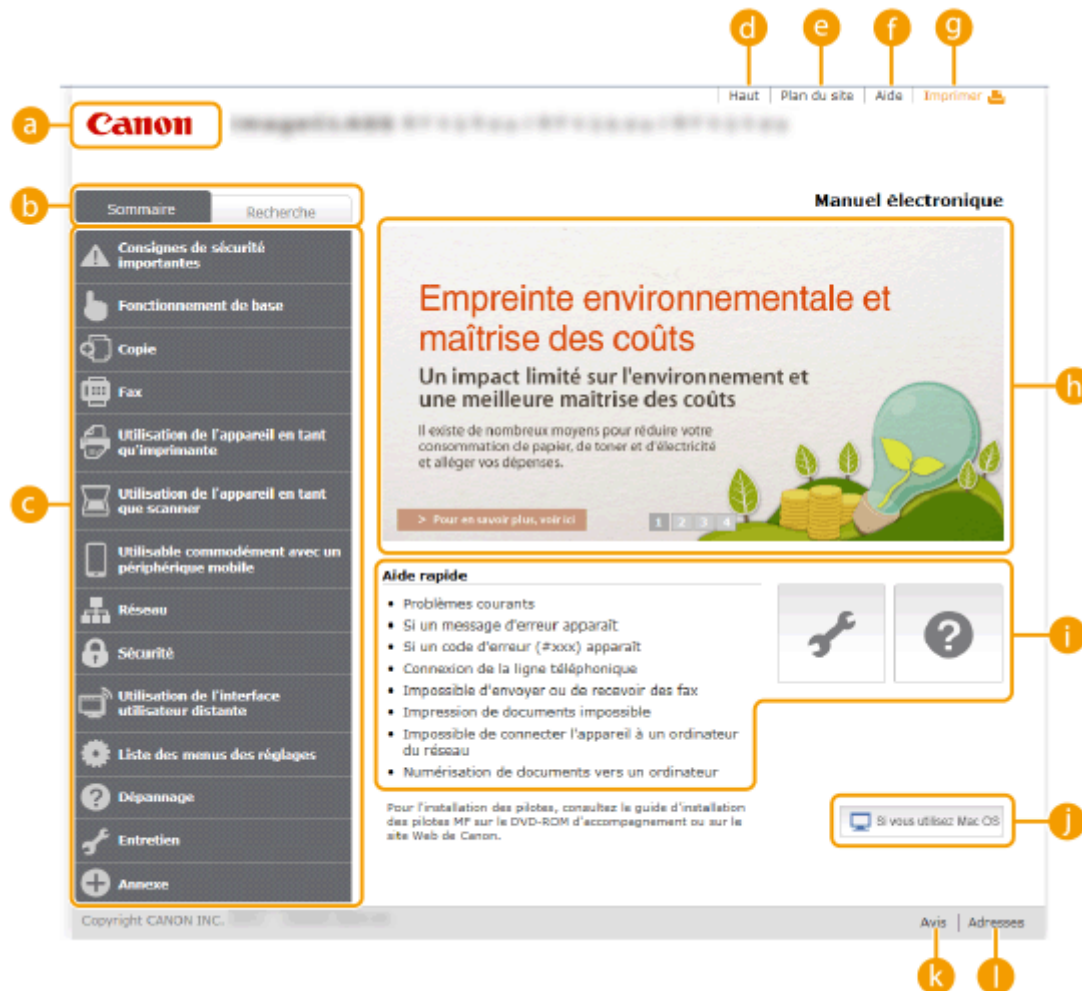 d e f g
Haut | Plan du site | Aide | Imprimer
a
Canon
b
Sommaire Recherche
Manuel électronique
c
Consignes de sécurité
importantes
Fonctionnement de base
Copie
Fax
Utilisation de l'appareil en tant
qu'imprimante
Utilisation de l'appareil en tant
que scanner
Utilisable commodément avec un
périphérique mobile
Réseau
Sécurité
Utilisation de l'interface
utilisateur distante
Liste des menus des réglages
Dépannage
Entretien
Annexe
Empreinte environnementale et
maîtrise des coûts
Un impact limité sur l'environnement et
une meilleure maîtrise des coûts
Il existe de nombreux moyens pour réduire votre
consommation de papier, de toner et d'électricité
et alléger vos dépenses.
> Pour en savoir plus, voir ici
1 2 3 4
h
Aide rapide
• Problèmes courants
• Si un message d'erreur apparaît
• Si un code d'erreur (#xxx) apparaît
• Connexion de la ligne téléphonique
• Impossible d'envoyer ou de recevoir des fax
• Impression de documents impossible
• Impossible de connecter l'appareil à un ordinateur
du réseau
• Numérisation de documents vers un ordinateur
i
Pour l'installation des pilotes, consultez le guide d'installation
des pilotes MF sur le DVD-ROM d'accompagnement ou sur le
site Web de Canon.
Si vous utilisez Mac OS
j
Copyright CANON INC.
Avis | Adresses
k l